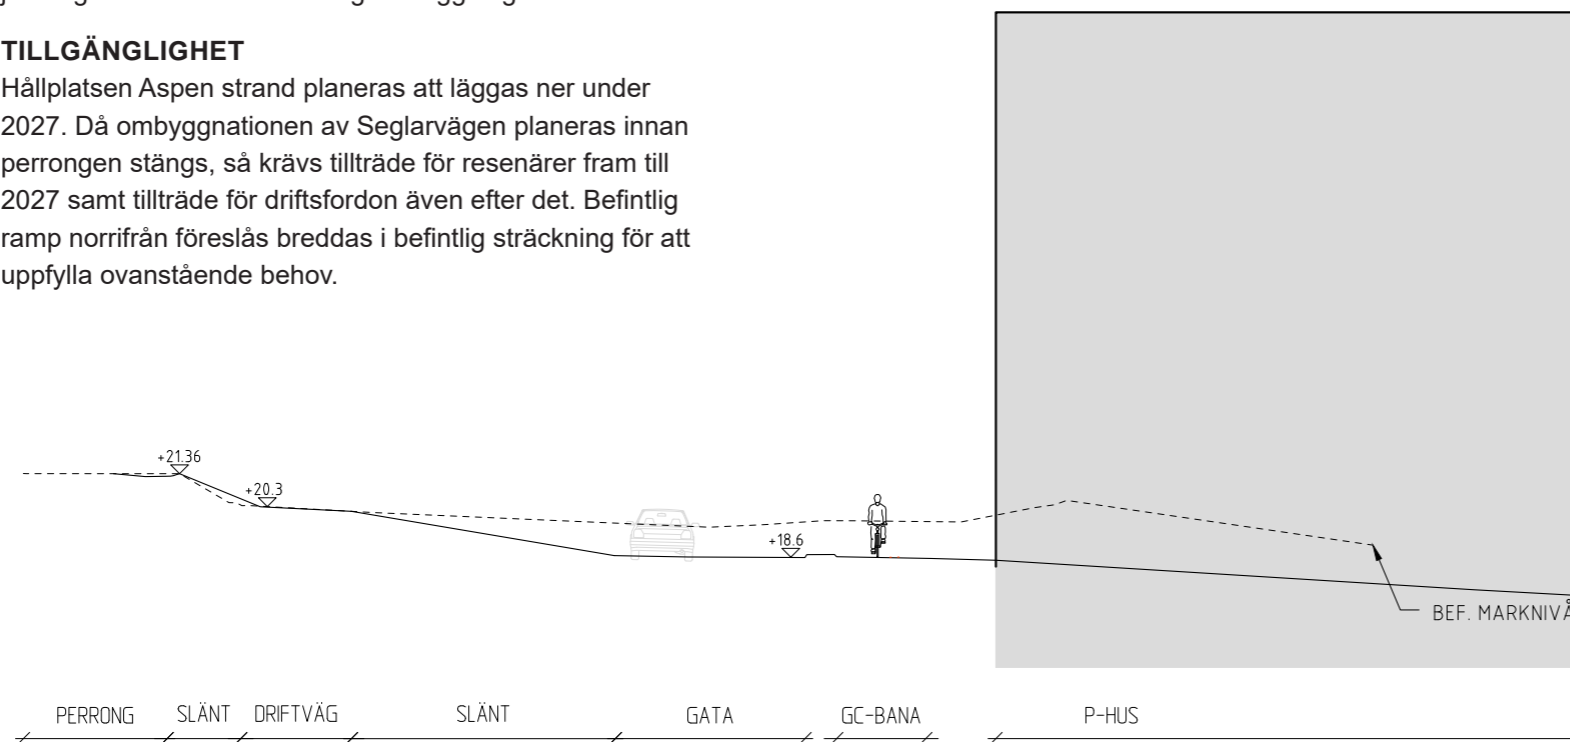 TILLGÄNGLIGHET
Hållplatsen Aspen strand planeras att läggas ner under
2027. Då ombyggnationen av Seglarvägen planeras innan
perrongen stängs, så krävs tillträde för resenärer fram till
2027 samt tillträde för driftsfordon även efter det. Befintlig
ramp norrifrån föreslås breddas i befintlig sträckning för att
uppfylla ovanstående behov.
+21.36
+20.3
+18.6
BEF. MARKNIVÅ
PERRONG SLÄNT DRIFTVÄG SLÄNT GATA GC-BANA P-HUS